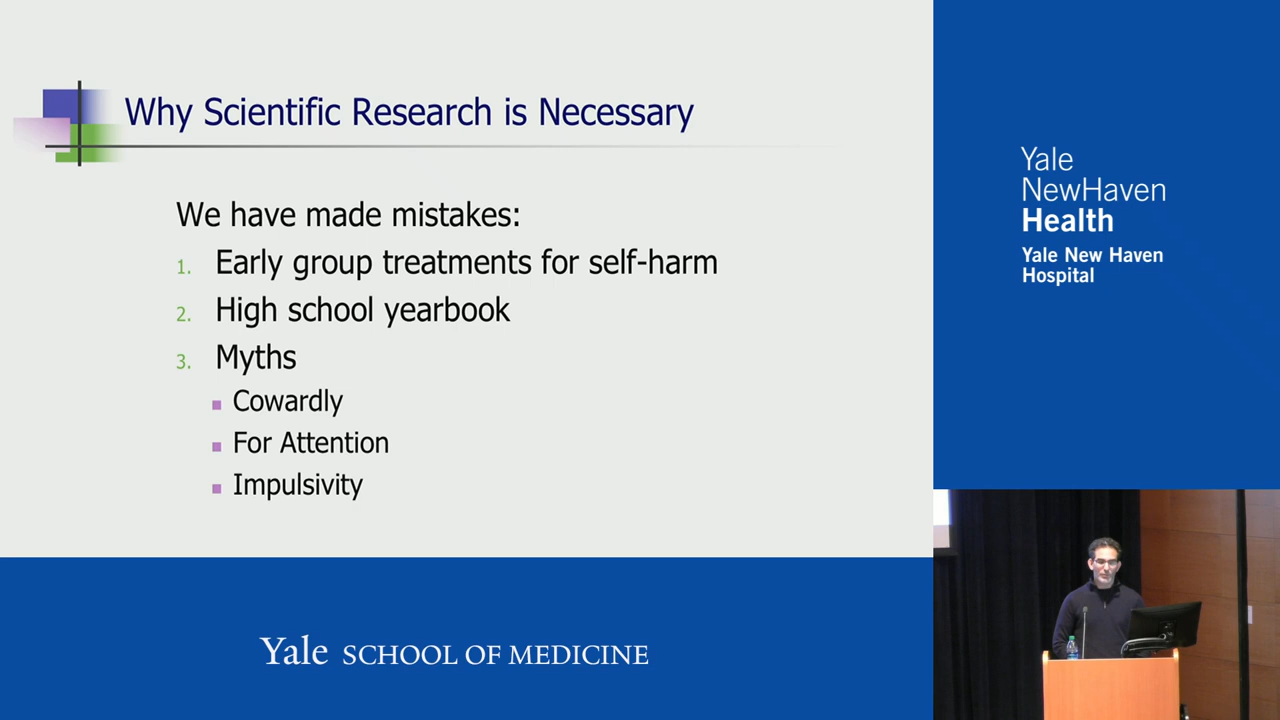 Why Scientific Research is Necessary
We have made mistakes:
1. Early group treatments for self-harm
2. High school yearbook
3. Myths
Cowardly
For Attention
Impulsivity
Yale SCHOOL OF MEDICINE
Yale
NewHaven
Health
Yale New Haven
Hospital